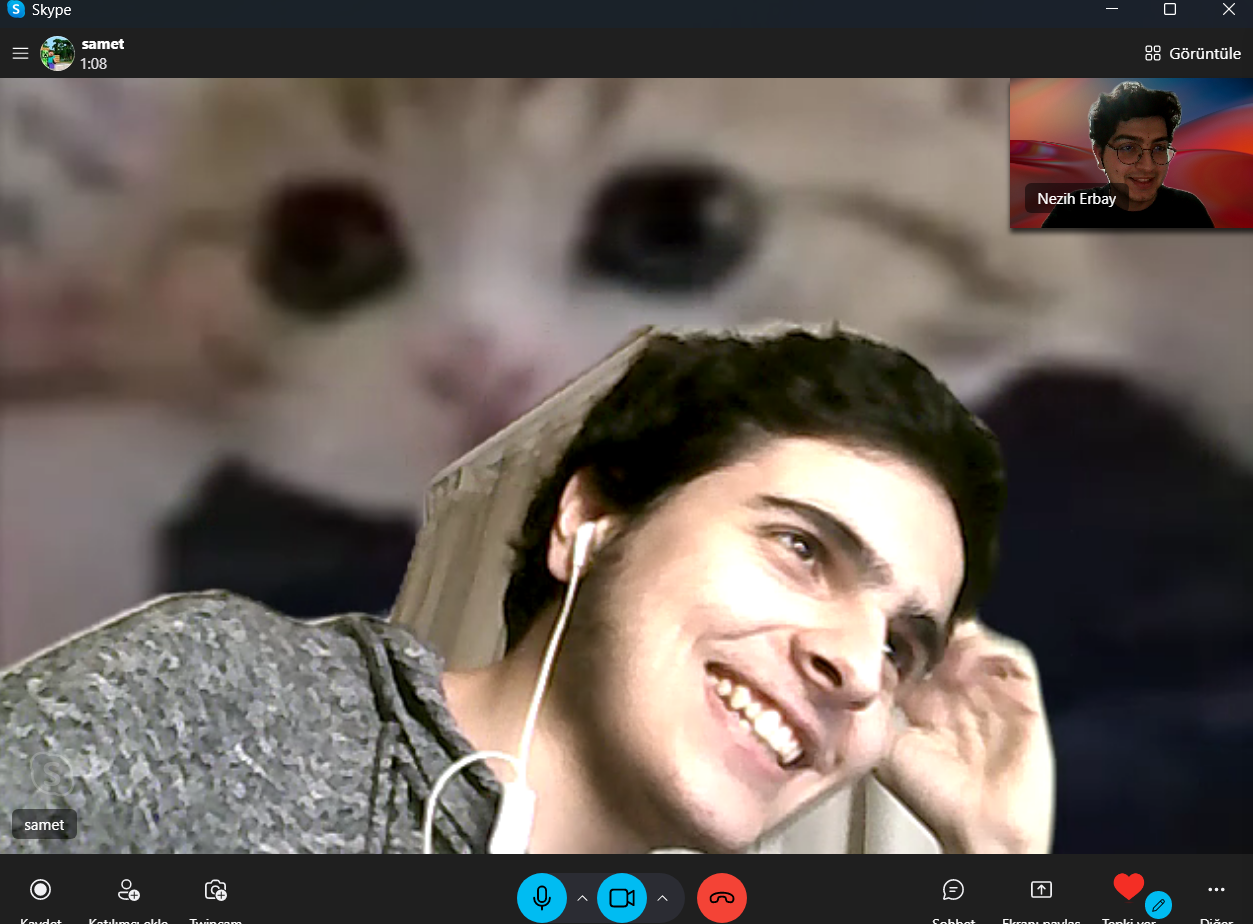 Skype
samet
1:08
Görüntüle
Nezih Erbay
samet
Kaydet
Katılımcı ekle
Twincam
Sohbet
Ekranı paylaş
Tepki ver
Diğer